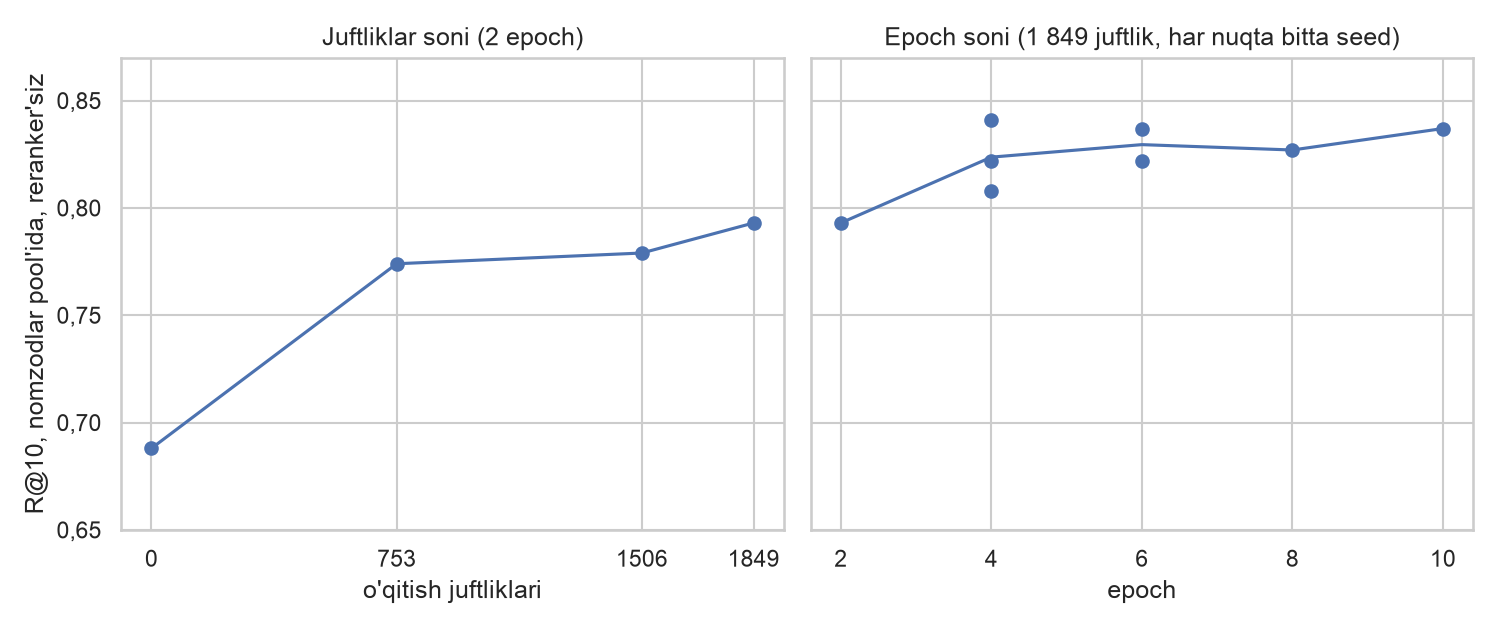 Juftliklar soni (2 epoch)
Epoch soni (1 849 juftlik, har nuqta bitta seed)
R@10, nomzodlar pool'ida, reranker'siz
0,85
0,80
0,75
0,70
0,65
0 753 1506 1849
o'qitish juftliklari
2 4 6 8 10
epoch